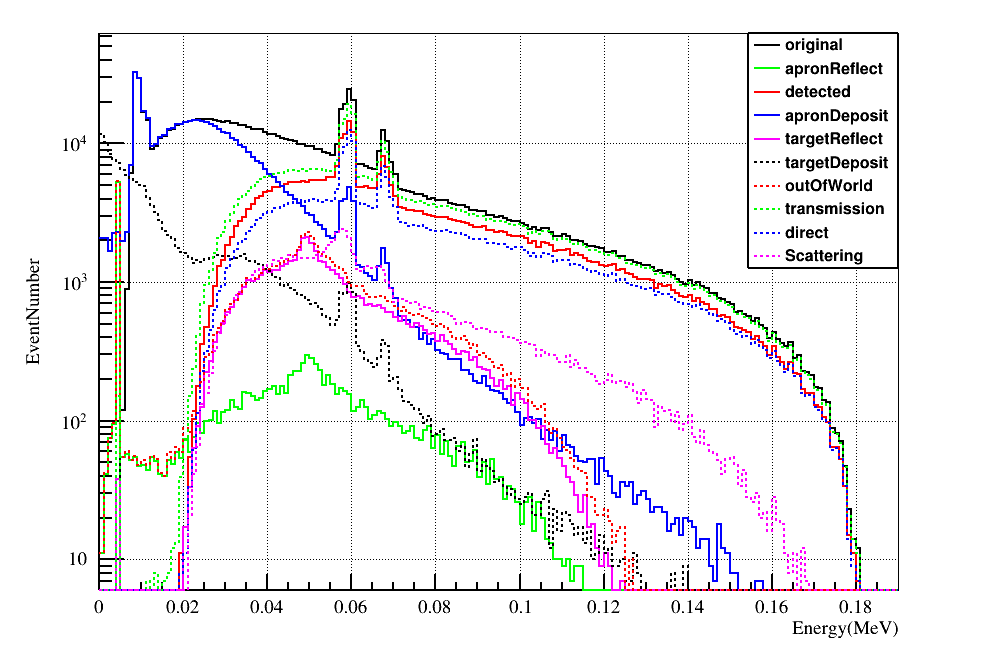 original
apronReflect
detected
apronDeposit
targetReflect
targetDeposit
outOfWorld
transmission
direct
Scattering
EventNumber
10^4
10^3
10^2
10
0 0.02 0.04 0.06 0.08 0.1 0.12 0.14 0.16 0.18
Energy(MeV)